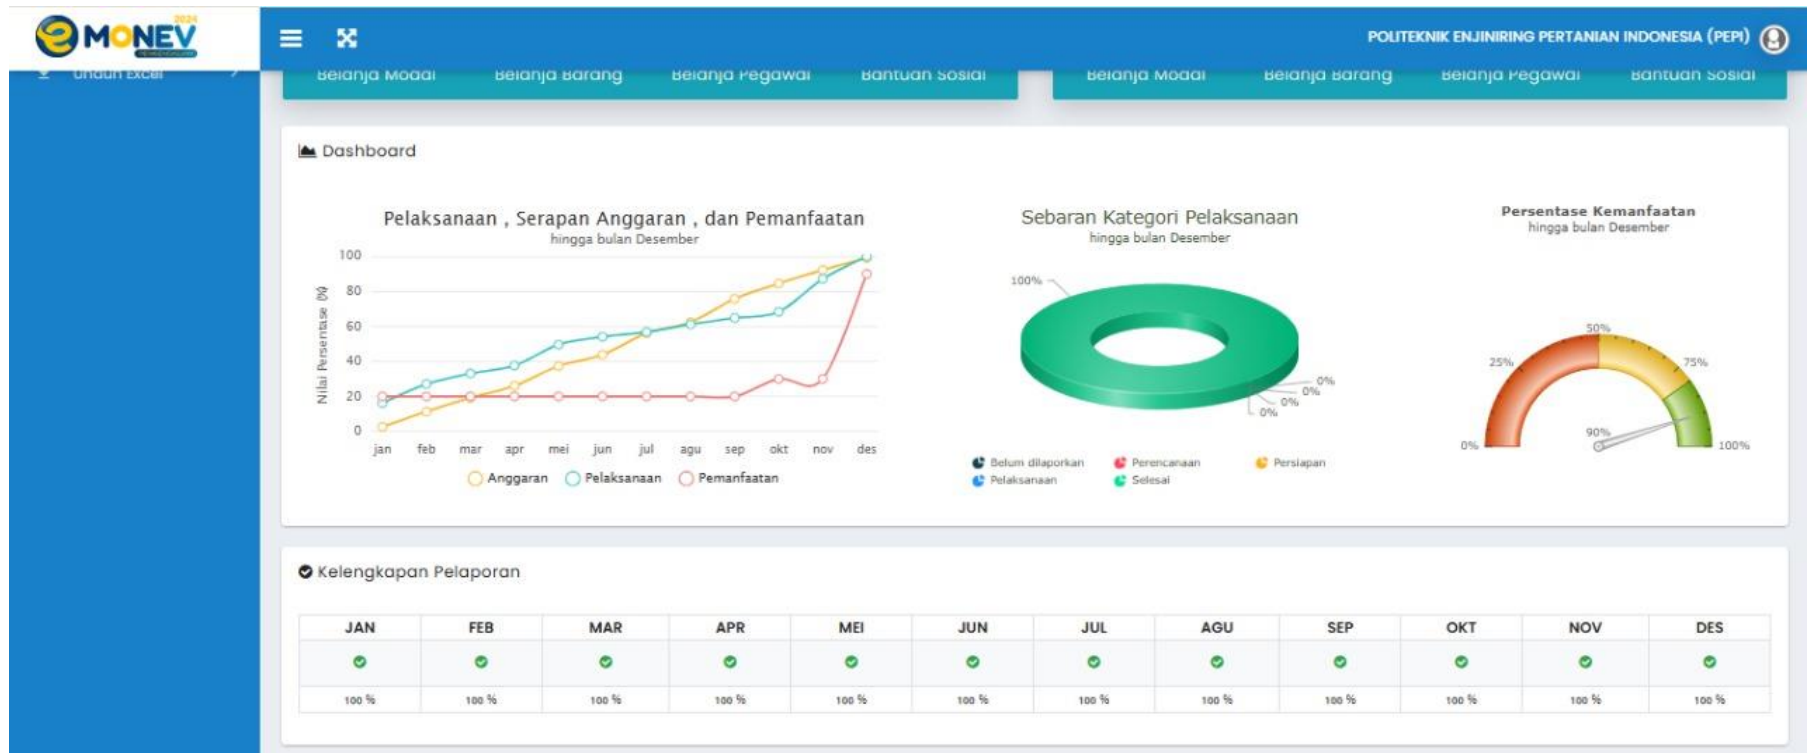 2024
eMONEV
POLITEKNIK ENJINIRING PERTANIAN INDONESIA (PEPI)
Unduh Excel
Belanja Modal Belanja Barang Belanja Pegawai Bantuan Sosial
Belanja Modal Belanja Barang Belanja Pegawai Bantuan Sosial
Dashboard
Pelaksanaan , Serapan Anggaran , dan Pemanfaatan
hingga bulan Desember
Nilai Persentase (%)
100
80
60
40
20
0
jan feb mar apr mei jun jul agu sep okt nov des
Anggaran Pelaksanaan Pemanfaatan
Sebaran Kategori Pelaksanaan
hingga bulan Desember
100%
0%
0%
0%
0%
Belum dilaporkan Perencanaan Persiapan
Pelaksanaan Selesai
Persentase Kemanfaatan
hingga bulan Desember
50%
25% 75%
90%
0% 100%
Kelengkapan Pelaporan
JAN FEB MAR APR MEI JUN JUL AGU SEP OKT NOV DES
100 % 100 % 100 % 100 % 100 % 100 % 100 % 100 % 100 % 100 % 100 % 100 %